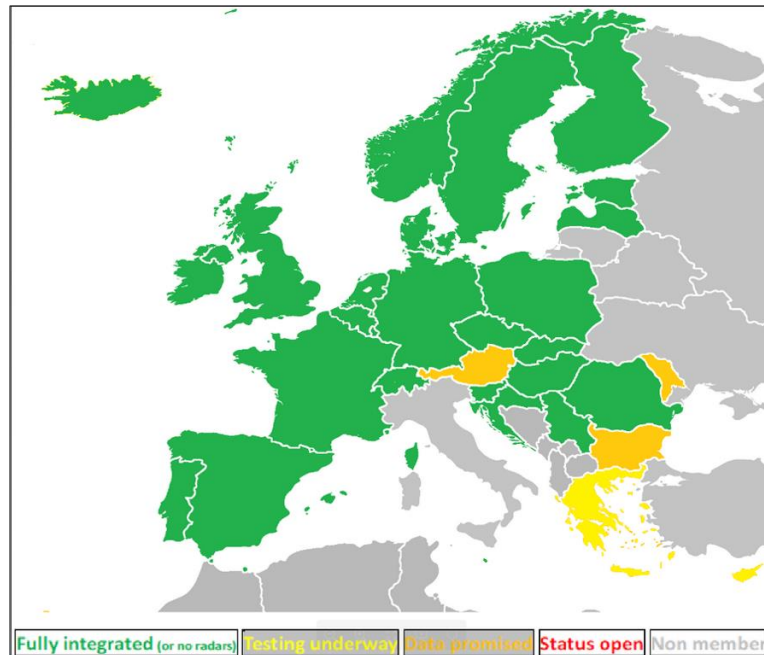 Fully integrated (or no radars) Testing underway Data promised Status open Non member